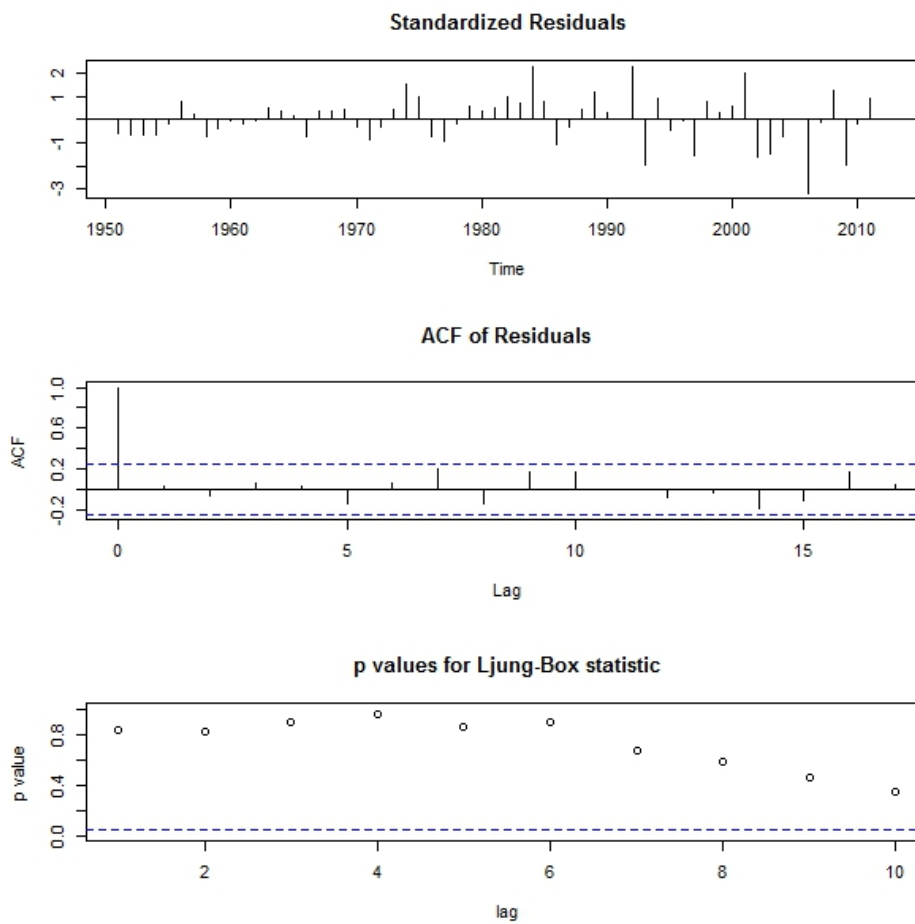 Standardized Residuals
2
1
-1
-3
1950 1960 1970 1980 1990 2000 2010
Time
ACF of Residuals
ACF
1.0
0.6
0.2
-0.2
0 5 10 15
Lag
p values for Ljung-Box statistic
p value
0.8
0.4
0.0
2 4 6 8 10
lag